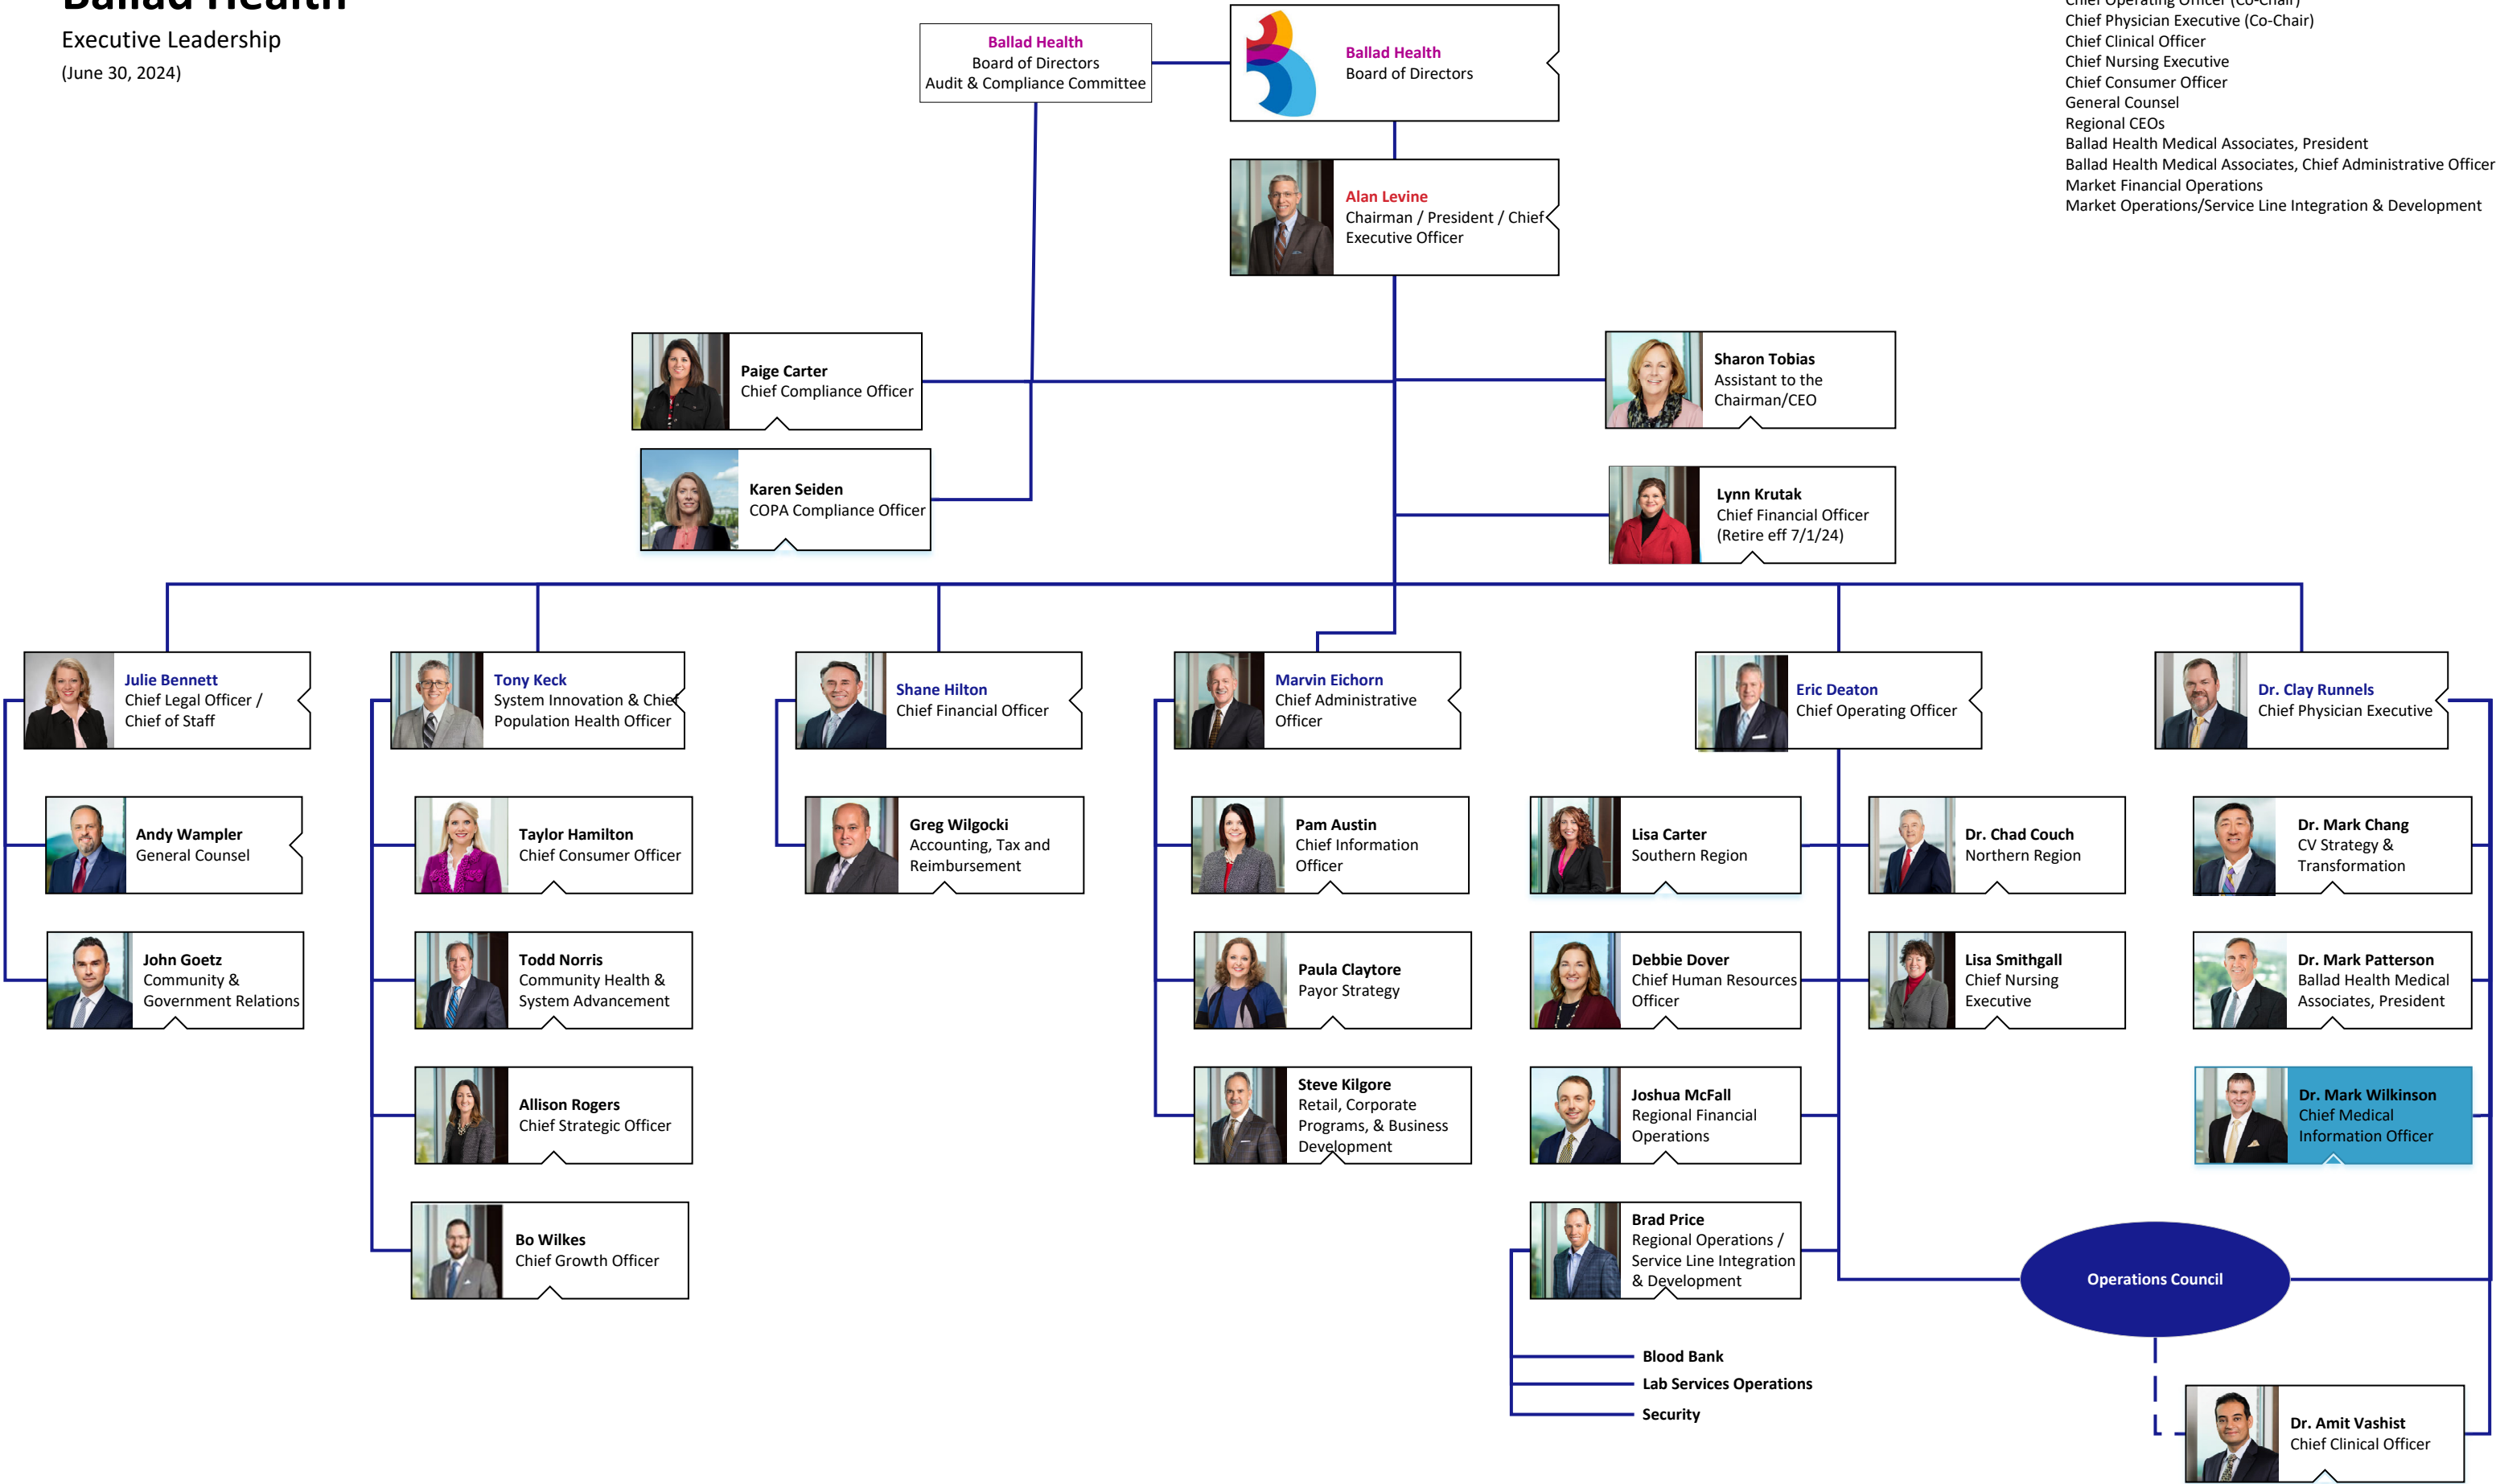 Ballad Health
Executive Leadership
(June 30, 2024)
Ballad Health
Board of Directors
Audit & Compliance Committee
Ballad Health
Board of Directors
Chief Operating Officer (Co-Chair)
Chief Physician Executive (Co-Chair)
Chief Clinical Officer
Chief Nursing Executive
Chief Consumer Officer
General Counsel
Regional CEOs
Ballad Health Medical Associates, President
Ballad Health Medical Associates, Chief Administrative Officer
Market Financial Operations
Market Operations/Service Line Integration & Development
Alan Levine
Chairman / President / Chief
Executive Officer
Paige Carter
Chief Compliance Officer
Sharon Tobias
Assistant to the
Chairman/CEO
Karen Seiden
COPA Compliance Officer
Lynn Krutak
Chief Financial Officer
(Retire eff 7/1/24)
Julie Bennett
Chief Legal Officer /
Chief of Staff
Tony Keck
System Innovation & Chief
Population Health Officer
Shane Hilton
Chief Financial Officer
Marvin Eichorn
Chief Administrative
Officer
Eric Deaton
Chief Operating Officer
Dr. Clay Runnels
Chief Physician Executive
Andy Wampler
General Counsel
Taylor Hamilton
Chief Consumer Officer
Greg Wilgocki
Accounting, Tax and
Reimbursement
Pam Austin
Chief Information
Officer
Lisa Carter
Southern Region
Dr. Chad Couch
Northern Region
Dr. Mark Chang
CV Strategy &
Transformation
John Goetz
Community &
Government Relations
Todd Norris
Community Health &
System Advancement
Paula Claytore
Payor Strategy
Debbie Dover
Chief Human Resources
Officer
Lisa Smithgall
Chief Nursing
Executive
Dr. Mark Patterson
Ballad Health Medical
Associates, President
Allison Rogers
Chief Strategic Officer
Steve Kilgore
Retail, Corporate
Programs, & Business
Development
Joshua McFall
Regional Financial
Operations
Dr. Mark Wilkinson
Chief Medical
Information Officer
Bo Wilkes
Chief Growth Officer
Brad Price
Regional Operations /
Service Line Integration
& Development
Operations Council
Blood Bank
Lab Services Operations
Security
Dr. Amit Vashist
Chief Clinical Officer